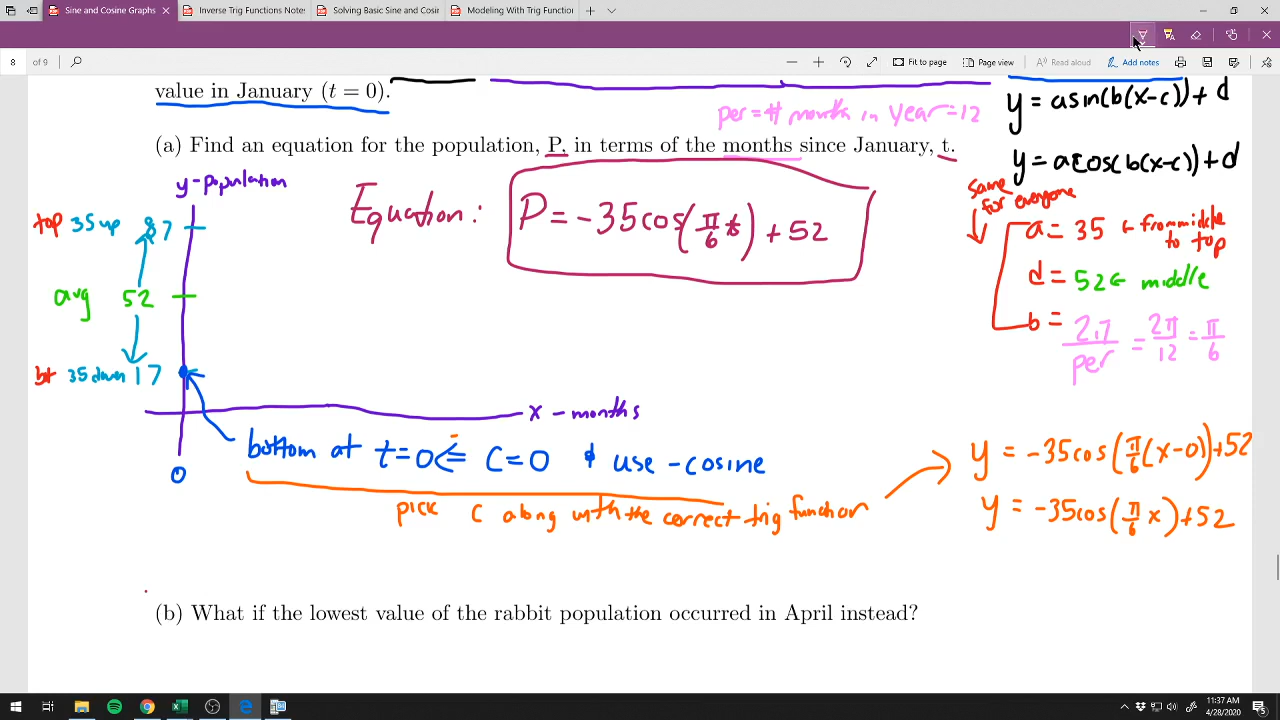 Sine and Cosine Graphs
Inverse Trig Functions Note
Solving Basic Sine and Cosir
Modeling With Trig Function
8 of 9
Fit to page
Page view
Read aloud
Add notes
value in January (t = 0).
per = # months in year = 12
y = a sin(b(x-c)) + d
(a) Find an equation for the population, P, in terms of the months since January, t.
y = a cos(b(x-c)) + d
y - population
Equation: P = -35cos(π/6 t) + 52
same for everyone
top 35 up 87
a = 35 ← from middle to top
avg 52
d = 52 ← middle
b = 2π/per = 2π/12 = π/6
bot 35 down 17
x - months
0
bottom at t=0 ⇐ C=0 & use -cosine
pick C along with the correct trig function
y = -35cos(π/6(x-0))+52
y = -35cos(π/6 x)+52
(b) What if the lowest value of the rabbit population occurred in April instead?
11:37 AM
4/28/2020